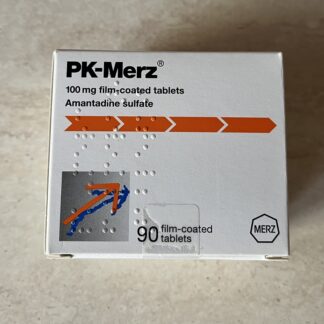 PK-Merz®
100 mg film-coated tablets
Amantadine sulfate
90 film-coated tablets
MERZ